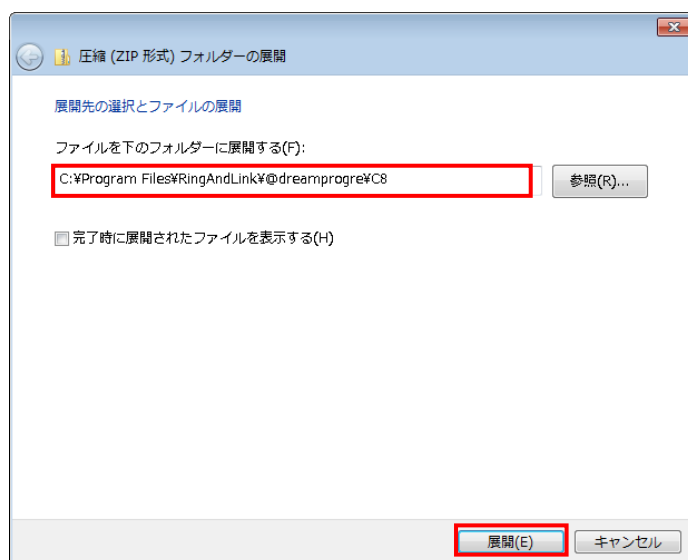 圧縮 (ZIP 形式) フォルダーの展開
展開先の選択とファイルの展開
ファイルを下のフォルダーに展開する(F):
C:¥Program Files¥RingAndLink¥@dreamprogre¥C8
参照(R)...
完了時に展開されたファイルを表示する(H)
展開(E)
キャンセル